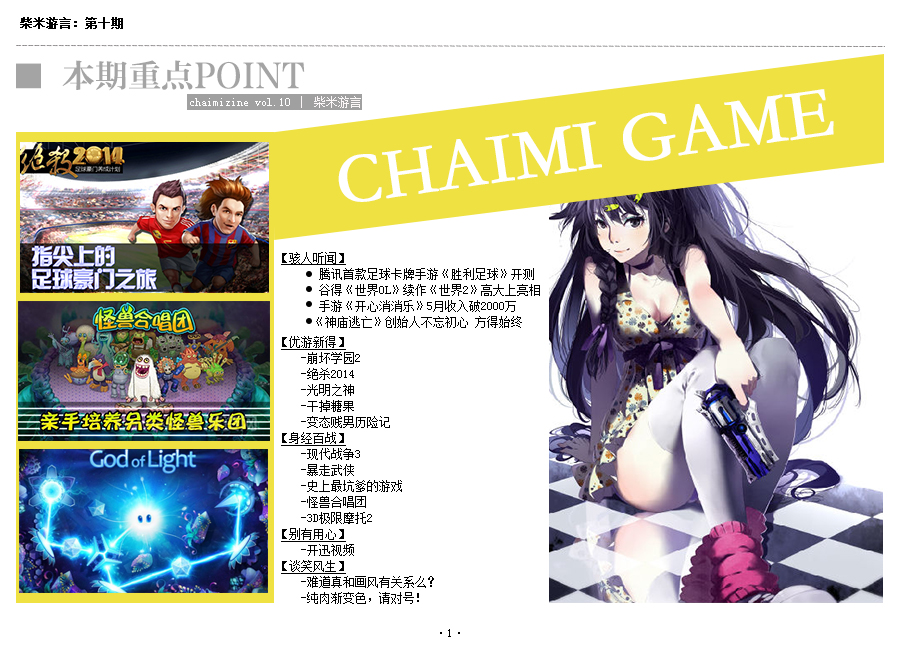 柴米游言：第十期
本期重点POINT
chaimizine vol.10 | 柴米游言
CHAIMI GAME
绝杀2014
足球豪门养成计划
指尖上的
足球豪门之旅
怪兽合唱团
亲手培养分类怪兽乐团
God of Light
【骇人听闻】
● 腾讯首款足球卡牌手游《胜利足球》开测
● 谷得《世界OL》续作《世界2》高大上亮相
● 手游《开心消消乐》5月收入破2000万
●《神庙逃亡》创始人不忘初心 方得始终
【优游新得】
-崩坏学园2
-绝杀2014
-光明之神
-干掉糖果
-变态贱男历险记
【身经百战】
-现代战争3
-暴走武侠
-史上最坑爹的游戏
-怪兽合唱团
-3D极限摩托2
【别有用心】
-开迅视频
【谈笑风生】
-难道真和画风有关系么？
-纯肉渐变色，请对号！
·1·